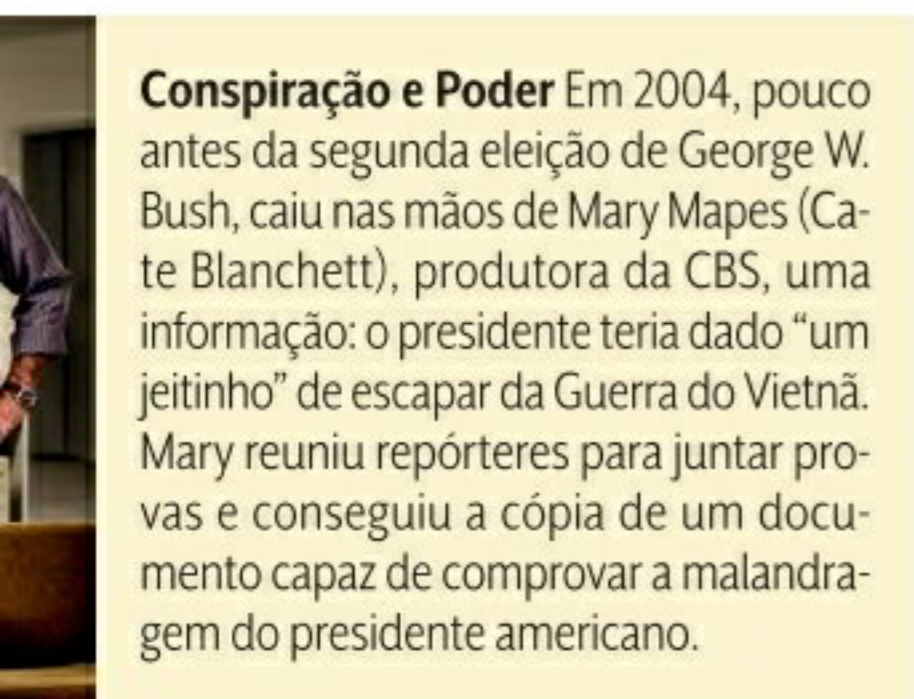 Conspiração e Poder Em 2004, pouco
antes da segunda eleição de George W.
Bush, caiu nas mãos de Mary Mapes (Ca-
te Blanchett), produtora da CBS, uma
informação: o presidente teria dado “um
jeitinho” de escapar da Guerra do Vietnã.
Mary reuniu repórteres para juntar pro-
vas e conseguiu a cópia de um docu-
mento capaz de comprovar a malandra-
gem do presidente americano.